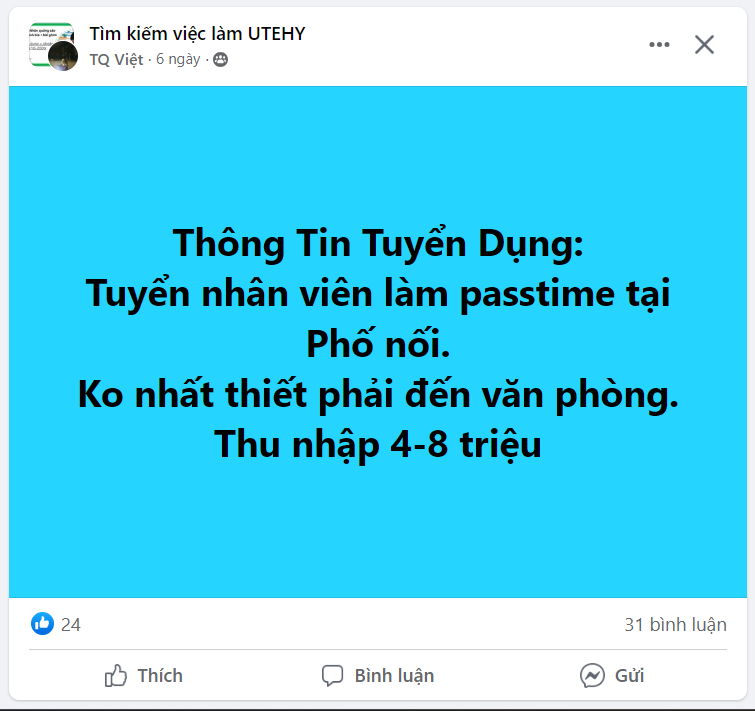 Tìm kiếm việc làm UTEHY
TQ Việt · 6 ngày ·
Thông Tin Tuyển Dụng:
Tuyển nhân viên làm passtime tại
Phố nối.
Ko nhất thiết phải đến văn phòng.
Thu nhập 4-8 triệu
24
31 bình luận
Thích
Bình luận
Gửi